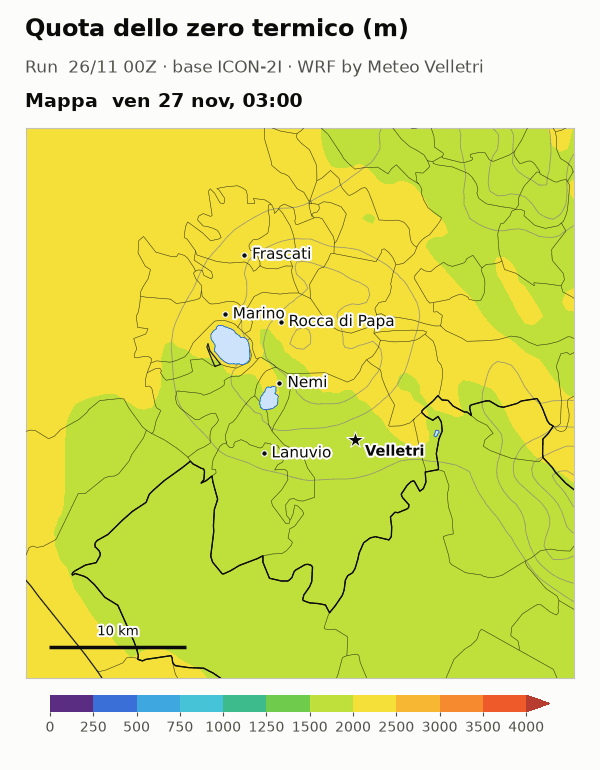 Quota dello zero termico (m)
Run  26/11 00Z · base ICON-2I · WRF by Meteo Velletri
Mappa  ven 27 nov, 03:00
Frascati
Marino
Rocca di Papa
Nemi
Velletri
Lanuvio
10 km
0 250 500 750 1000 1250 1500 2000 2500 3000 3500 4000